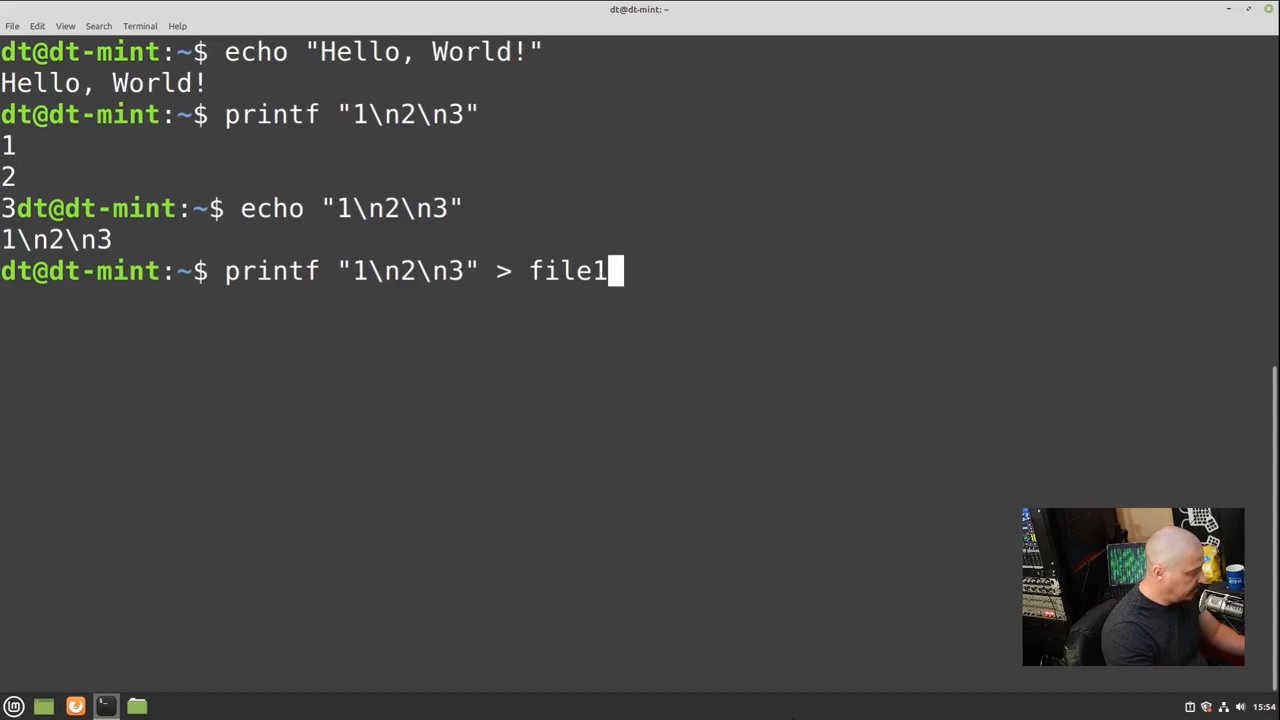 dt@dt-mint: ~
File Edit View Search Terminal Help
dt@dt-mint:~$ echo "Hello, World!"
Hello, World!
dt@dt-mint:~$ printf "1\n2\n3"
1
2
3dt@dt-mint:~$ echo "1\n2\n3"
1\n2\n3
dt@dt-mint:~$ printf "1\n2\n3" > file1
15:54